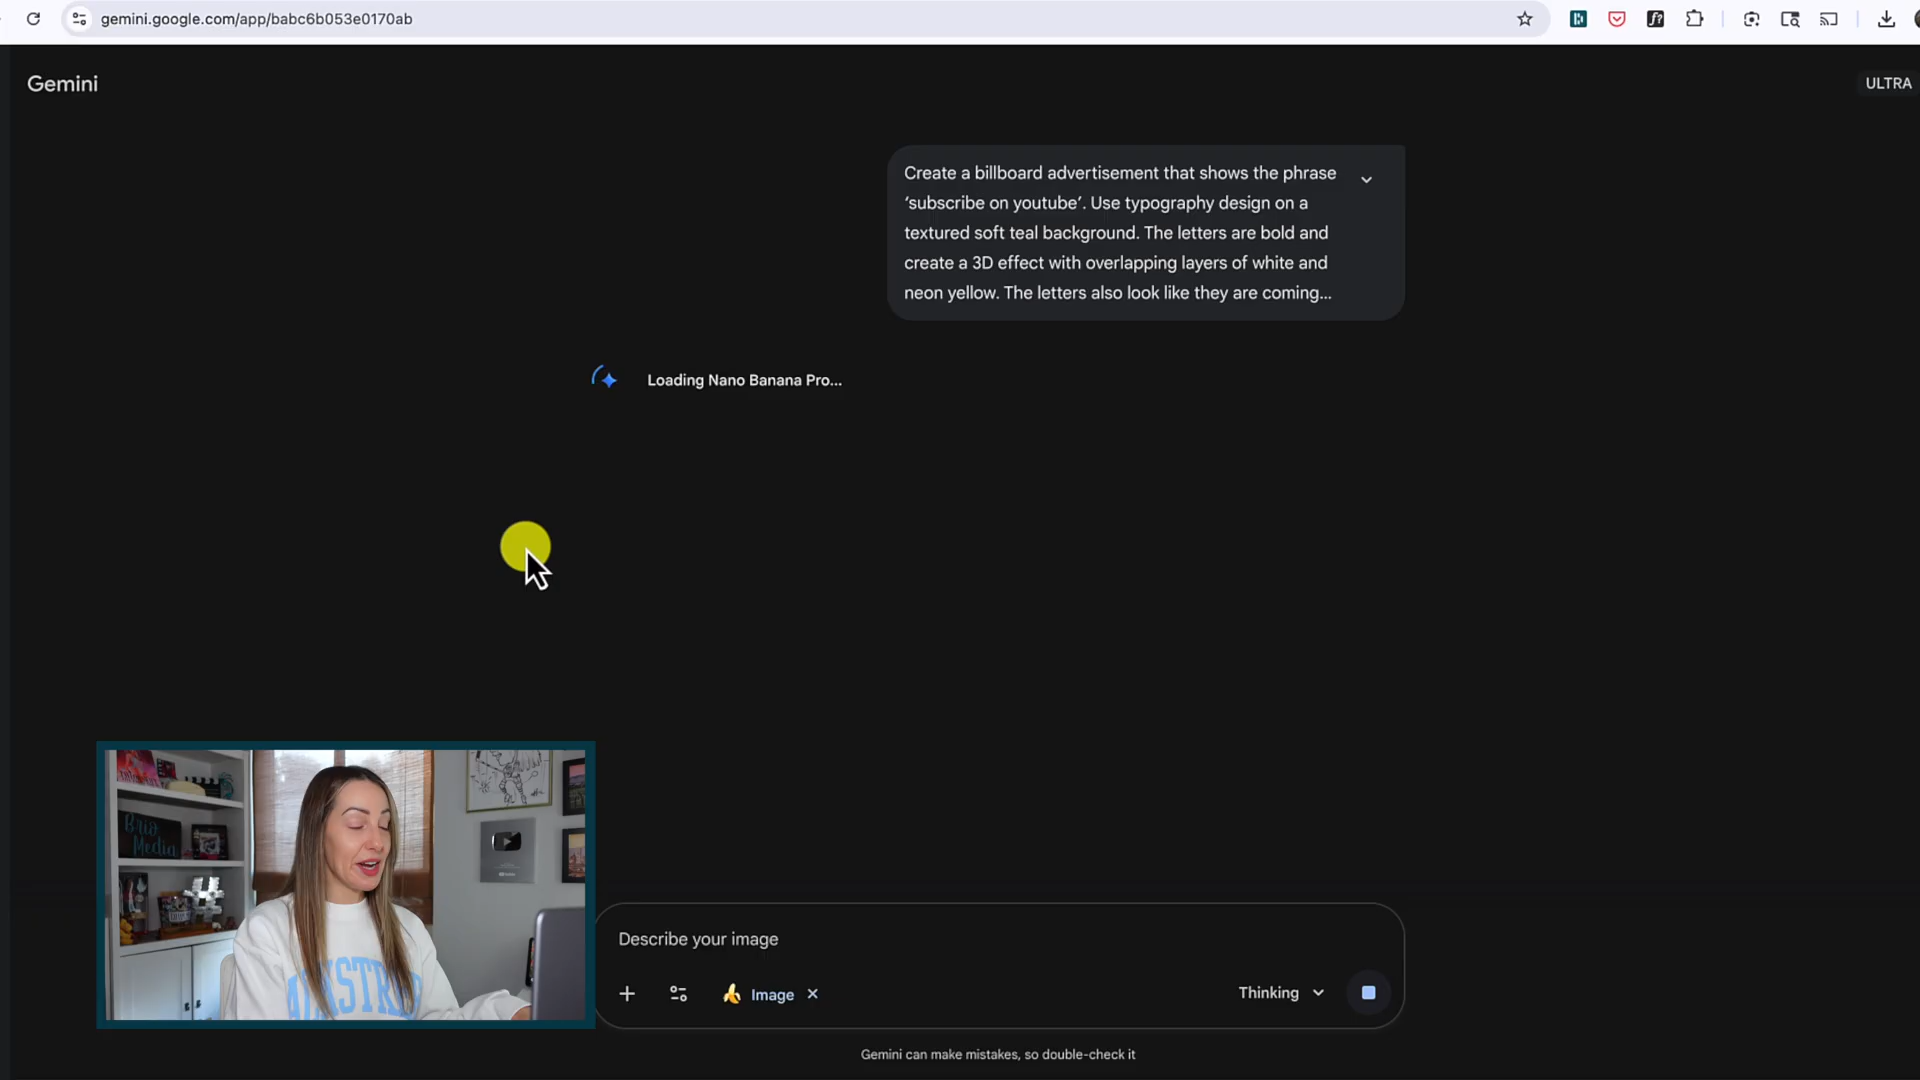 gemini.google.com/app/babc6b053e0170ab
Gemini
ULTRA
Create a billboard advertisement that shows the phrase
‘subscribe on youtube’. Use typography design on a
textured soft teal background. The letters are bold and
create a 3D effect with overlapping layers of white and
neon yellow. The letters also look like they are coming...
Loading Nano Banana Pro...
Brio
Media
Describe your image
Image
Thinking
Gemini can make mistakes, so double-check it